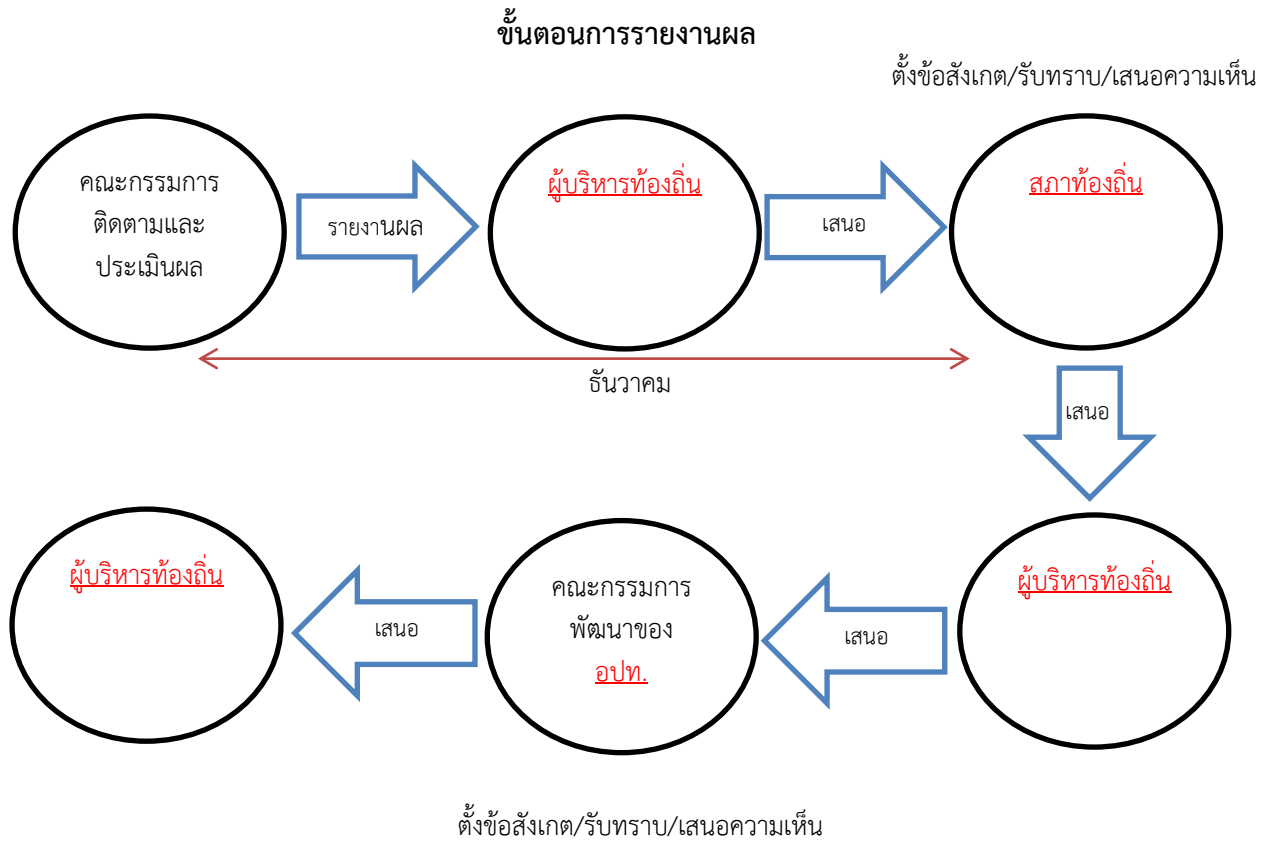 ขั้นตอนการรายงานผล
ตั้งข้อสังเกต/รับทราบ/เสนอความเห็น
คณะกรรมการ
ติดตามและ
ประเมินผล
รายงานผล
ผู้บริหารท้องถิ่น
เสนอ
สภาท้องถิ่น
ธันวาคม
เสนอ
ผู้บริหารท้องถิ่น
เสนอ
คณะกรรมการ
พัฒนาของ
อปท.
เสนอ
ผู้บริหารท้องถิ่น
ตั้งข้อสังเกต/รับทราบ/เสนอความเห็น